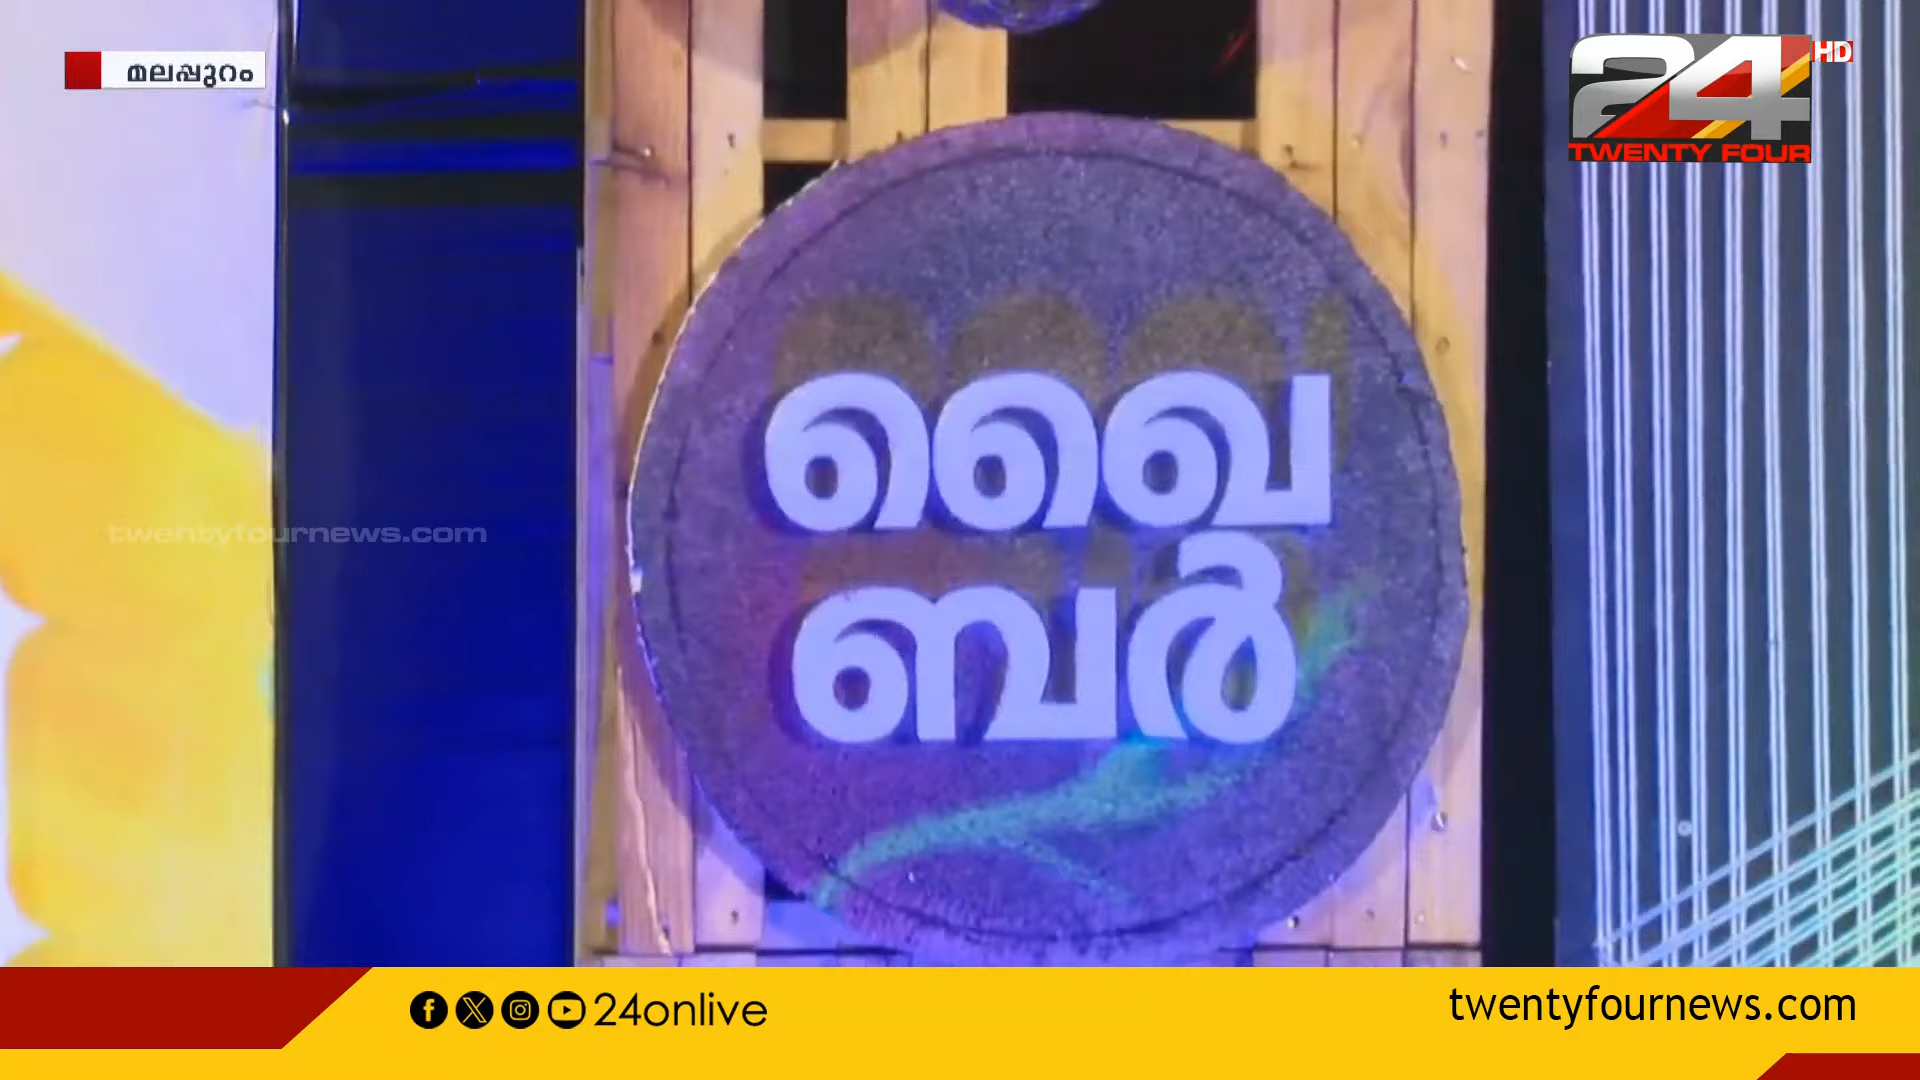 മലപ്പുറം
24 HD
TWENTY FOUR
ഖൈ
ബർ
twentyfournews.com
24onlive
twentyfournews.com